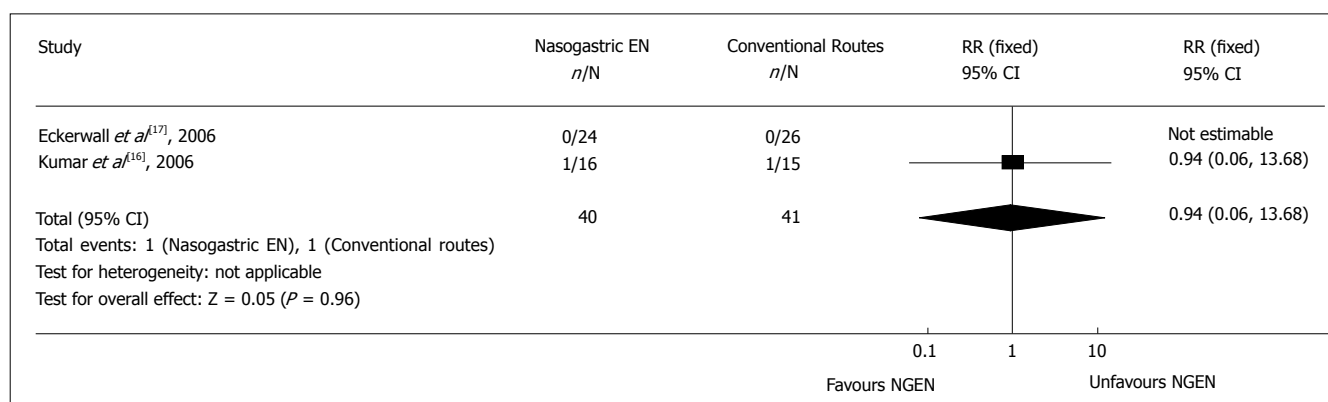 Study Nasogastric EN Conventional Routes RR (fixed) RR (fixed)
n/N n/N 95% CI 95% CI
Eckerwall et al[17], 2006 0/24 0/26 Not estimable
Kumar et al[16], 2006 1/16 1/15 0.94 (0.06, 13.68)
Total (95% CI) 40 41 0.94 (0.06, 13.68)
Total events: 1 (Nasogastric EN), 1 (Conventional routes)
Test for heterogeneity: not applicable
Test for overall effect: Z = 0.05 (P = 0.96)
0.1 1 10
Favours NGEN Unfavours NGEN